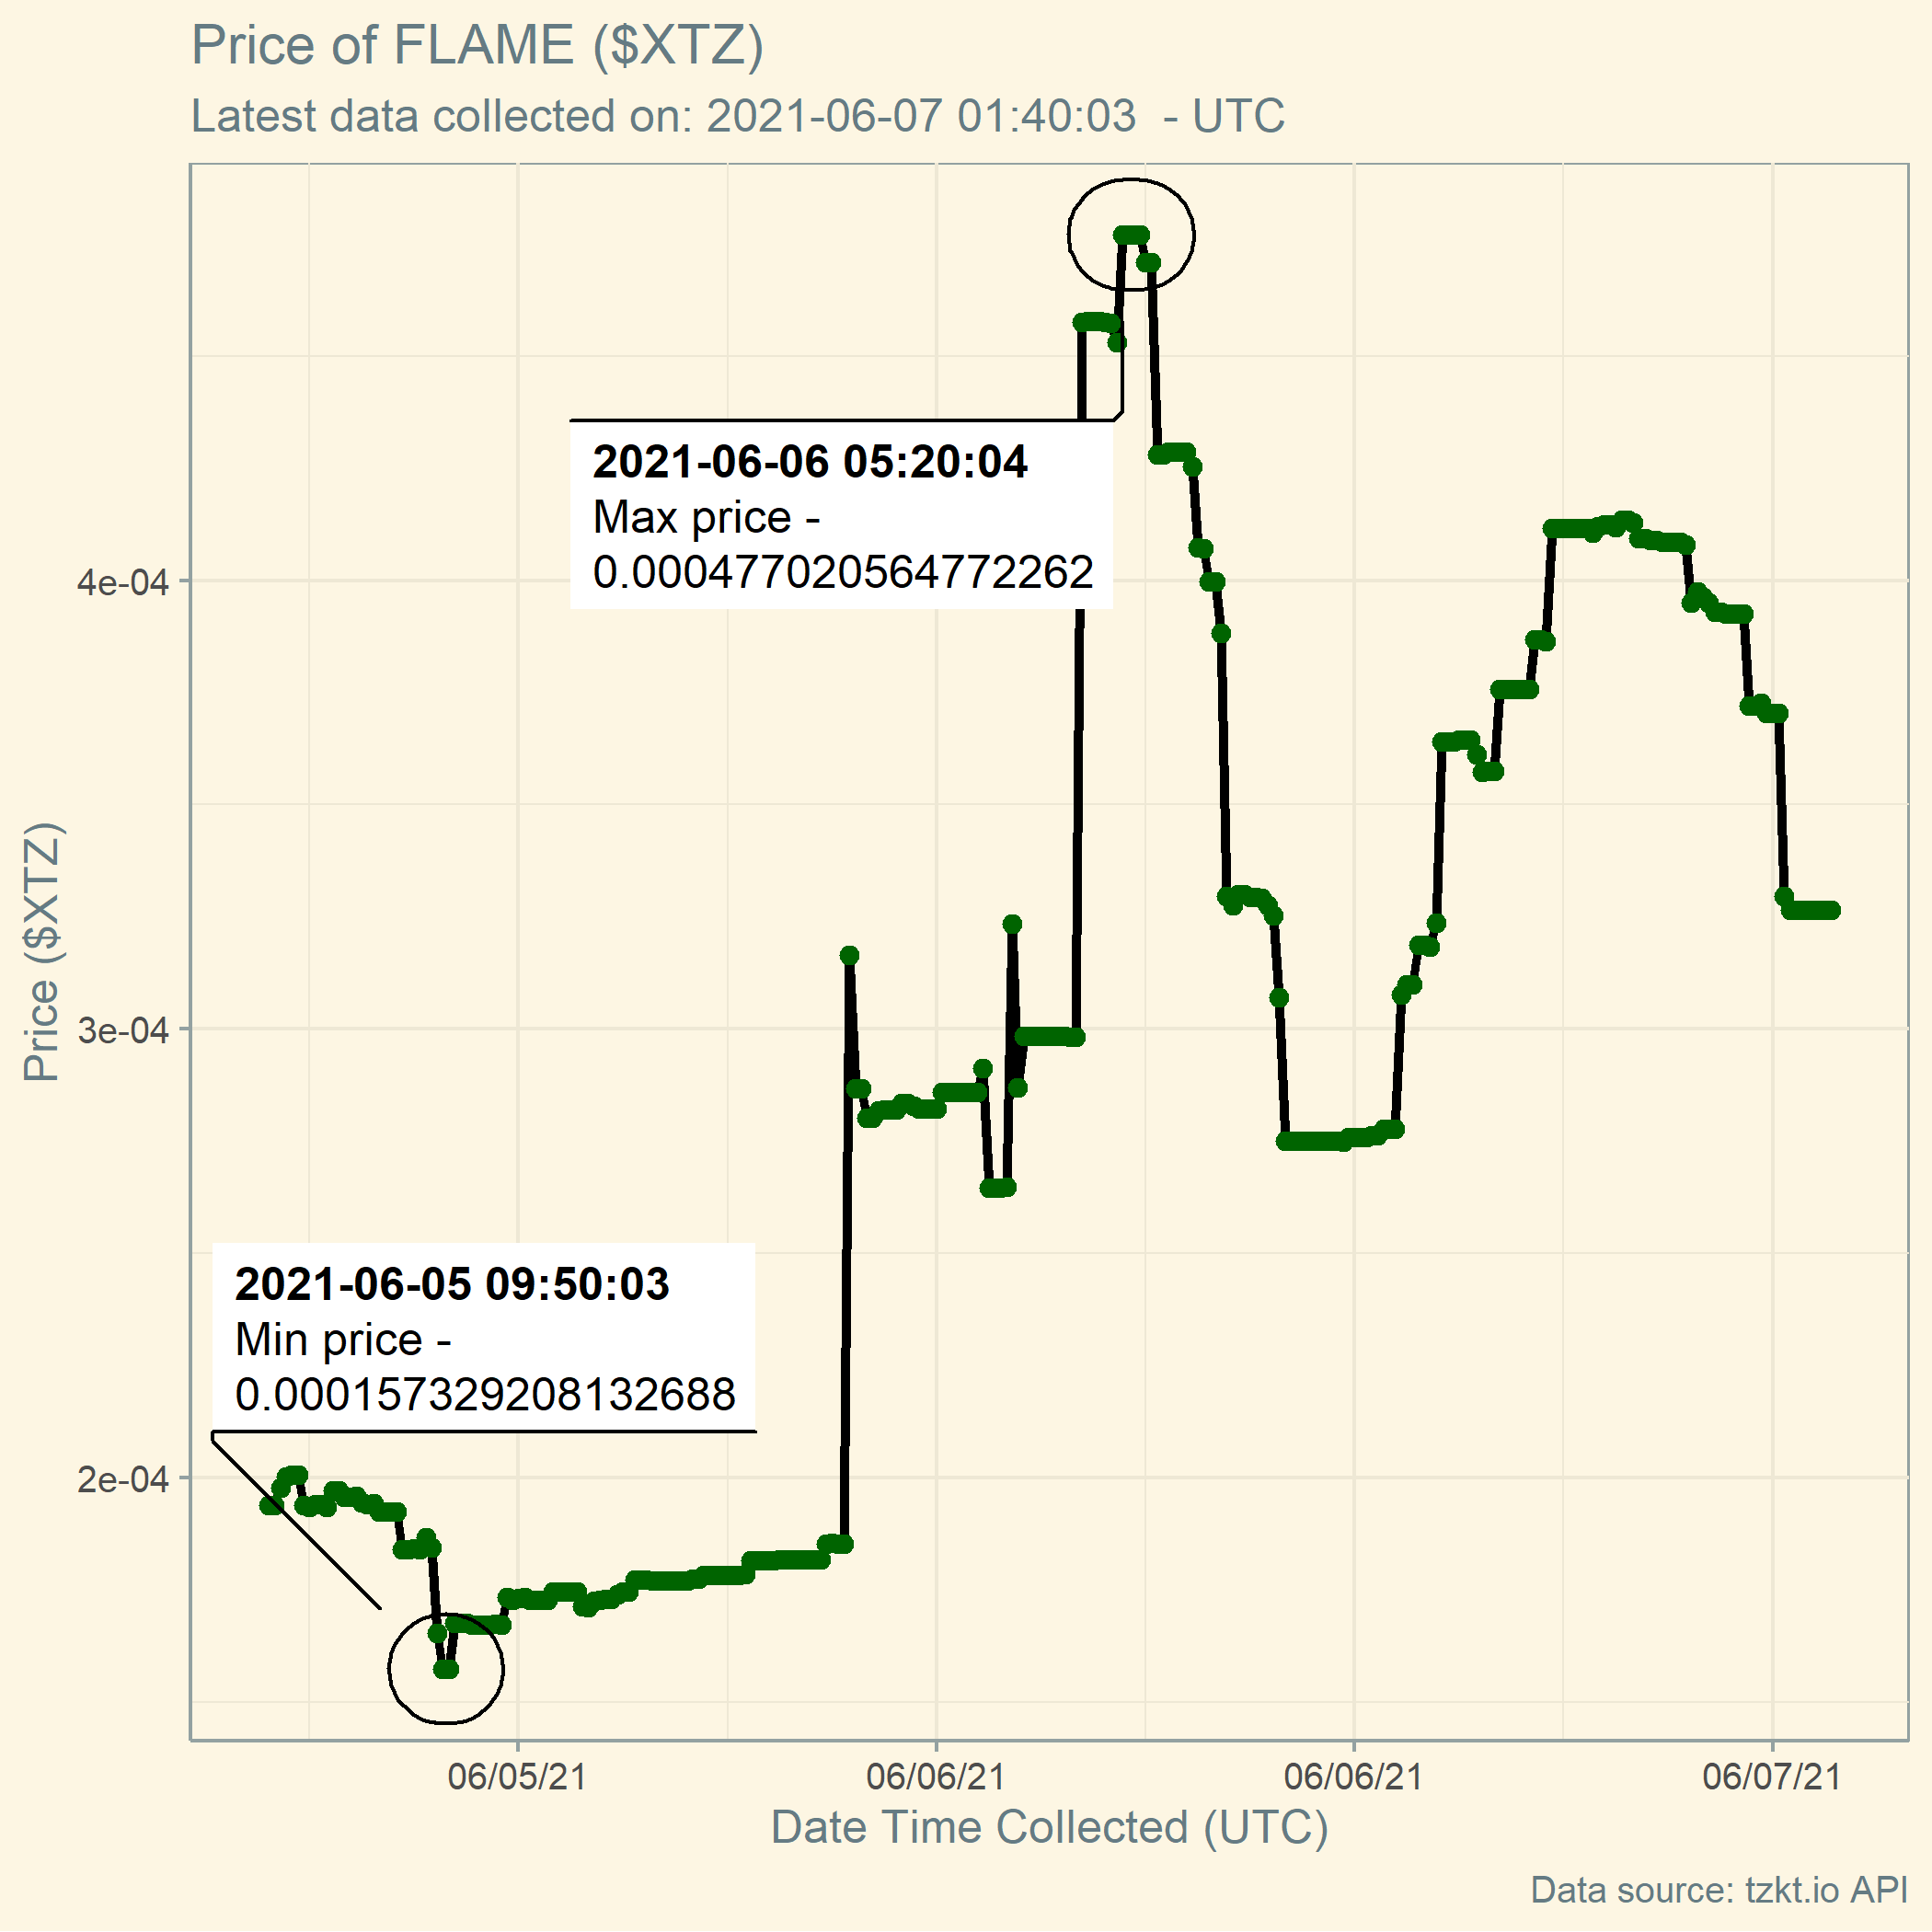 Price of FLAME ($XTZ)
Latest data collected on: 2021-06-07 01:40:03  - UTC
2021-06-06 05:20:04
Max price -
0.000477020564772262
4e-04
3e-04
2e-04
Price ($XTZ)
2021-06-05 09:50:03
Min price -
0.000157329208132688
06/05/21
06/06/21
06/06/21
06/07/21
Date Time Collected (UTC)
Data source: tzkt.io API